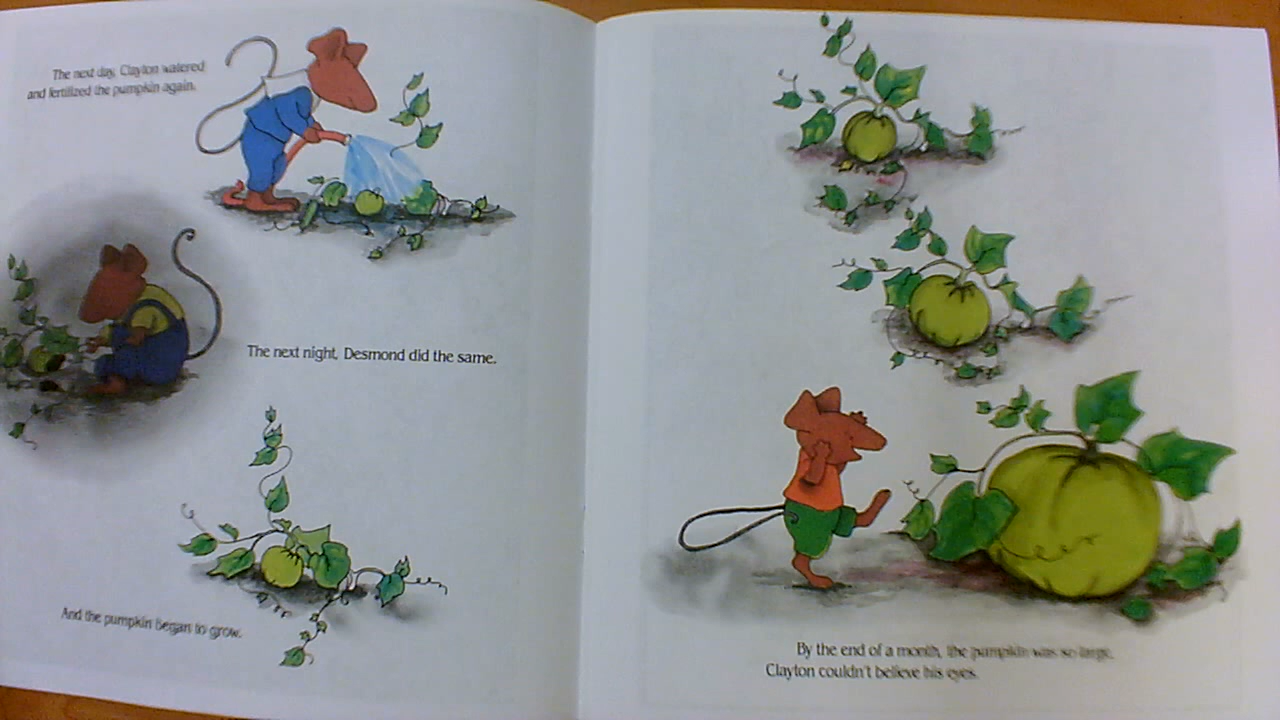 The next day, Clayton watered
and fertilized the pumpkin again.
The next night, Desmond did the same.
And the pumpkin began to grow.
By the end of a month, the pumpkin was so large,
Clayton couldn't believe his eyes.